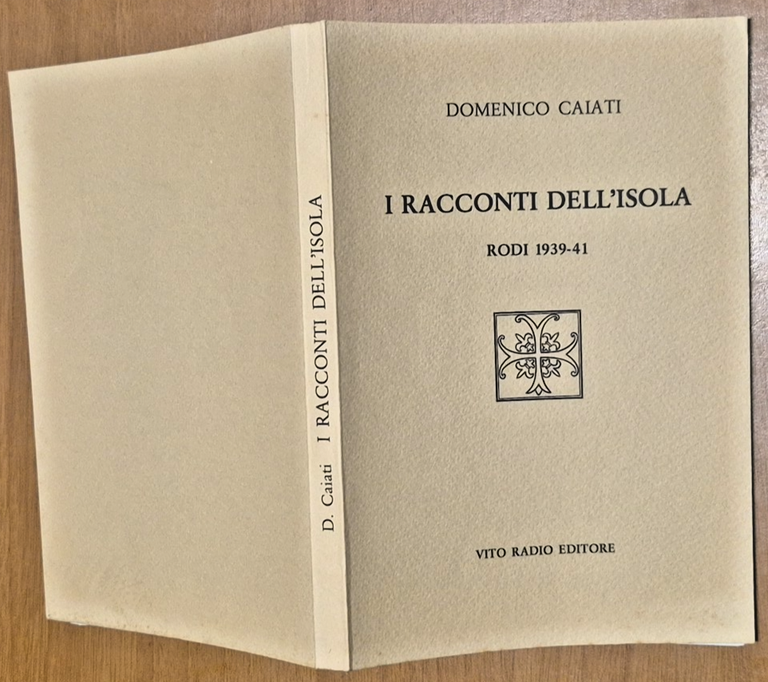 DOMENICO CAIATI
I RACCONTI DELL'ISOLA
RODI 1939-41
VITO RADIO EDITORE
D. Caiati I RACCONTI DELL'ISOLA